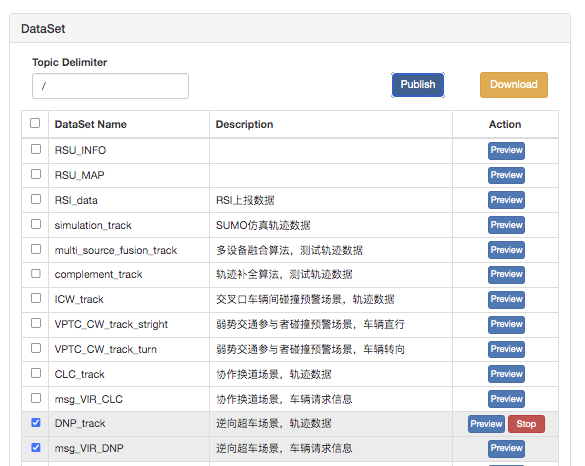 DataSet
Topic Delimiter
/
Publish
Download
DataSet Name Description Action
RSU_INFO Preview
RSU_MAP Preview
RSI_data RSI上报数据 Preview
simulation_track SUMO仿真轨迹数据 Preview
multi_source_fusion_track 多设备融合算法，测试轨迹数据 Preview
complement_track 轨迹补全算法，测试轨迹数据 Preview
ICW_track 交叉口车辆间碰撞预警场景，轨迹数据 Preview
VPTC_CW_track_stright 弱势交通参与者碰撞预警场景，车辆直行 Preview
VPTC_CW_track_turn 弱势交通参与者碰撞预警场景，车辆转向 Preview
CLC_track 协作换道场景，轨迹数据 Preview
msg_VIR_CLC 协作换道场景，车辆请求信息 Preview
DNP_track 逆向超车场景，轨迹数据 Preview Stop
msg_VIR_DNP 逆向超车场景，车辆请求信息 Preview